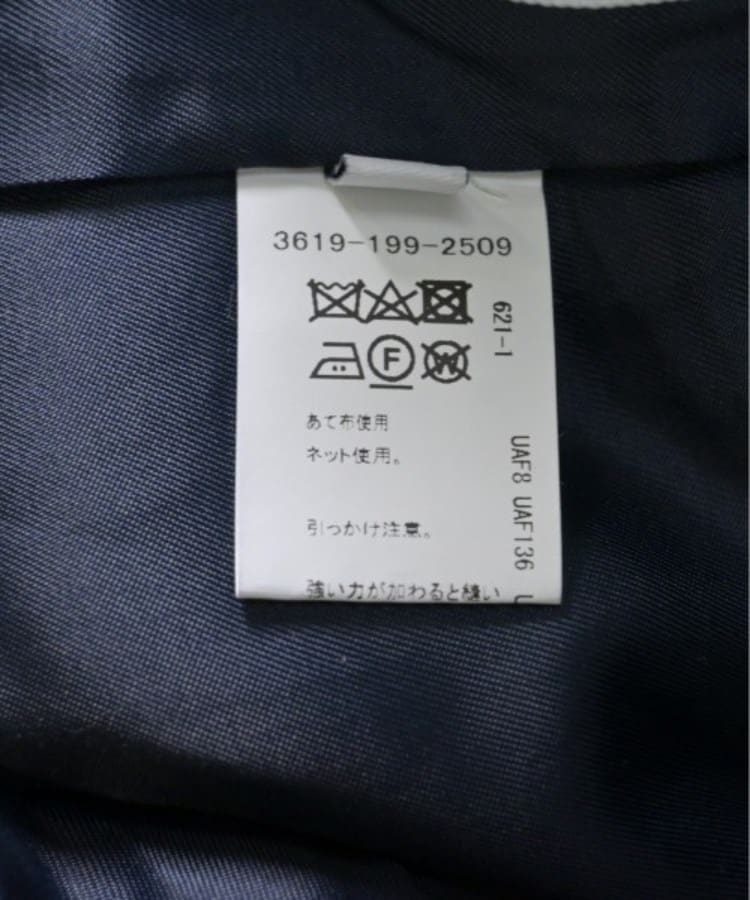 3619-199-2509
621-1
F
W
あて布使用
ネット使用。
引っかけ注意。
強い力が加わると縫い
UAF8 UAF136